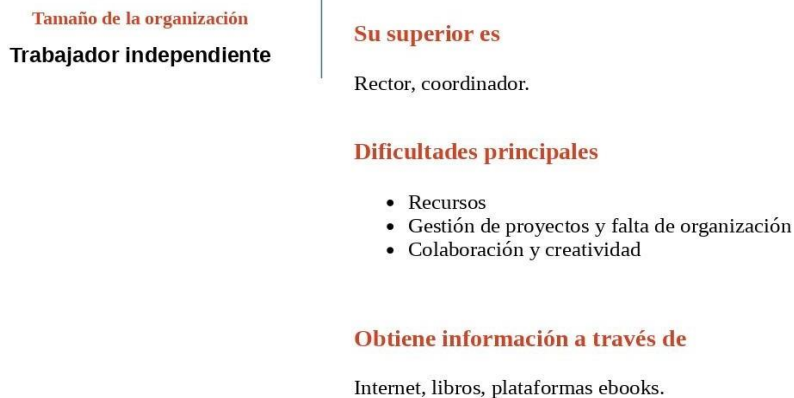 Tamaño de la organización
Trabajador independiente
Su superior es
Rector, coordinador.
Dificultades principales
• Recursos
• Gestión de proyectos y falta de organización
• Colaboración y creatividad
Obtiene información a través de
Internet, libros, plataformas ebooks.